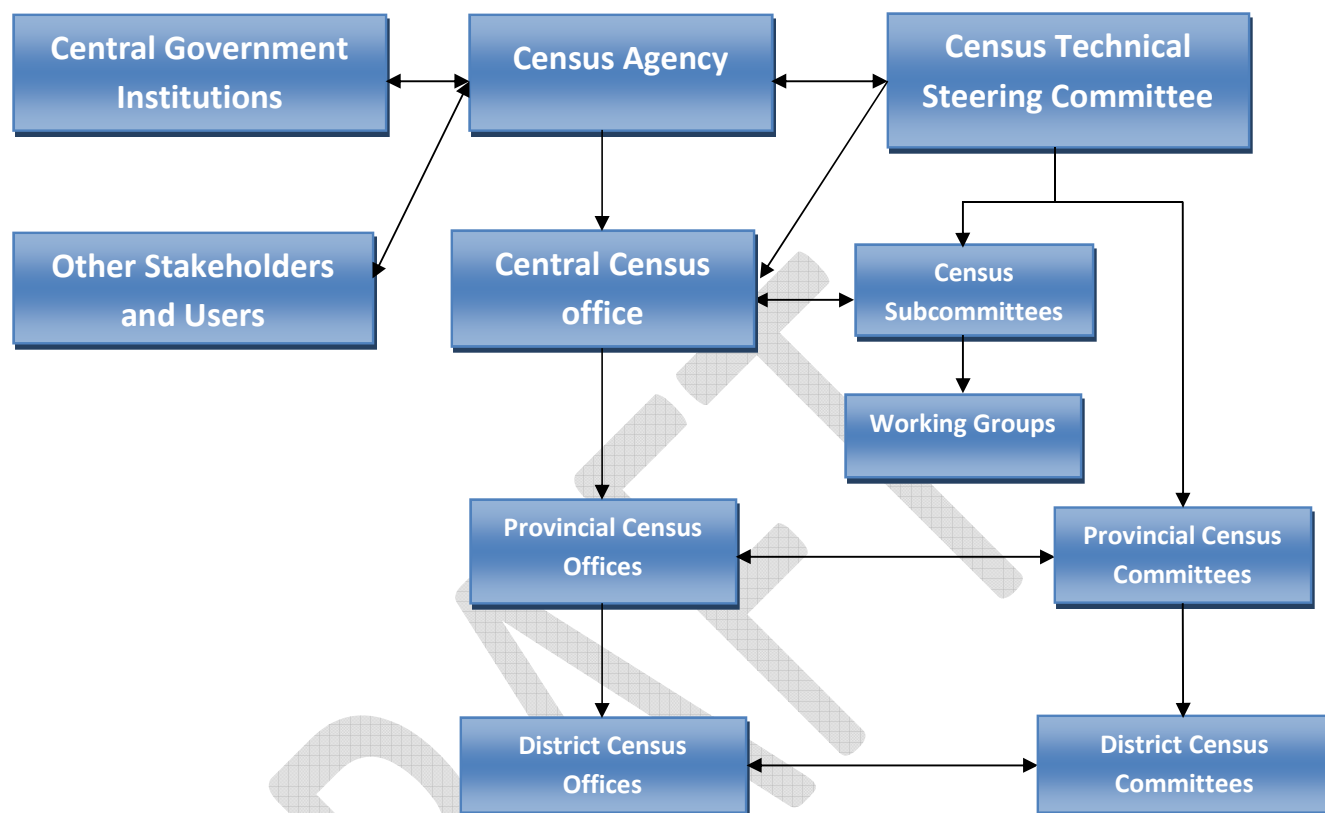 Central Government
Institutions
Census Agency
Census Technical
Steering Committee
Other Stakeholders
and Users
Central Census
office
Census
Subcommittees
Working Groups
Provincial Census
Offices
Provincial Census
Committees
District Census
Offices
District Census
Committees